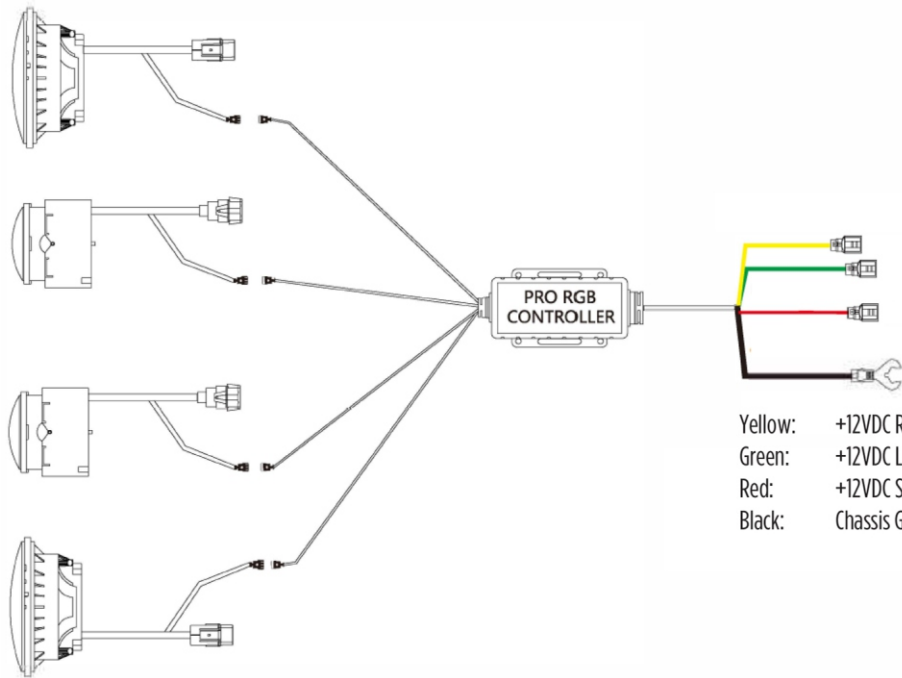 PRO RGB
CONTROLLER
Yellow: +12VDC R
Green: +12VDC L
Red: +12VDC S
Black: Chassis G